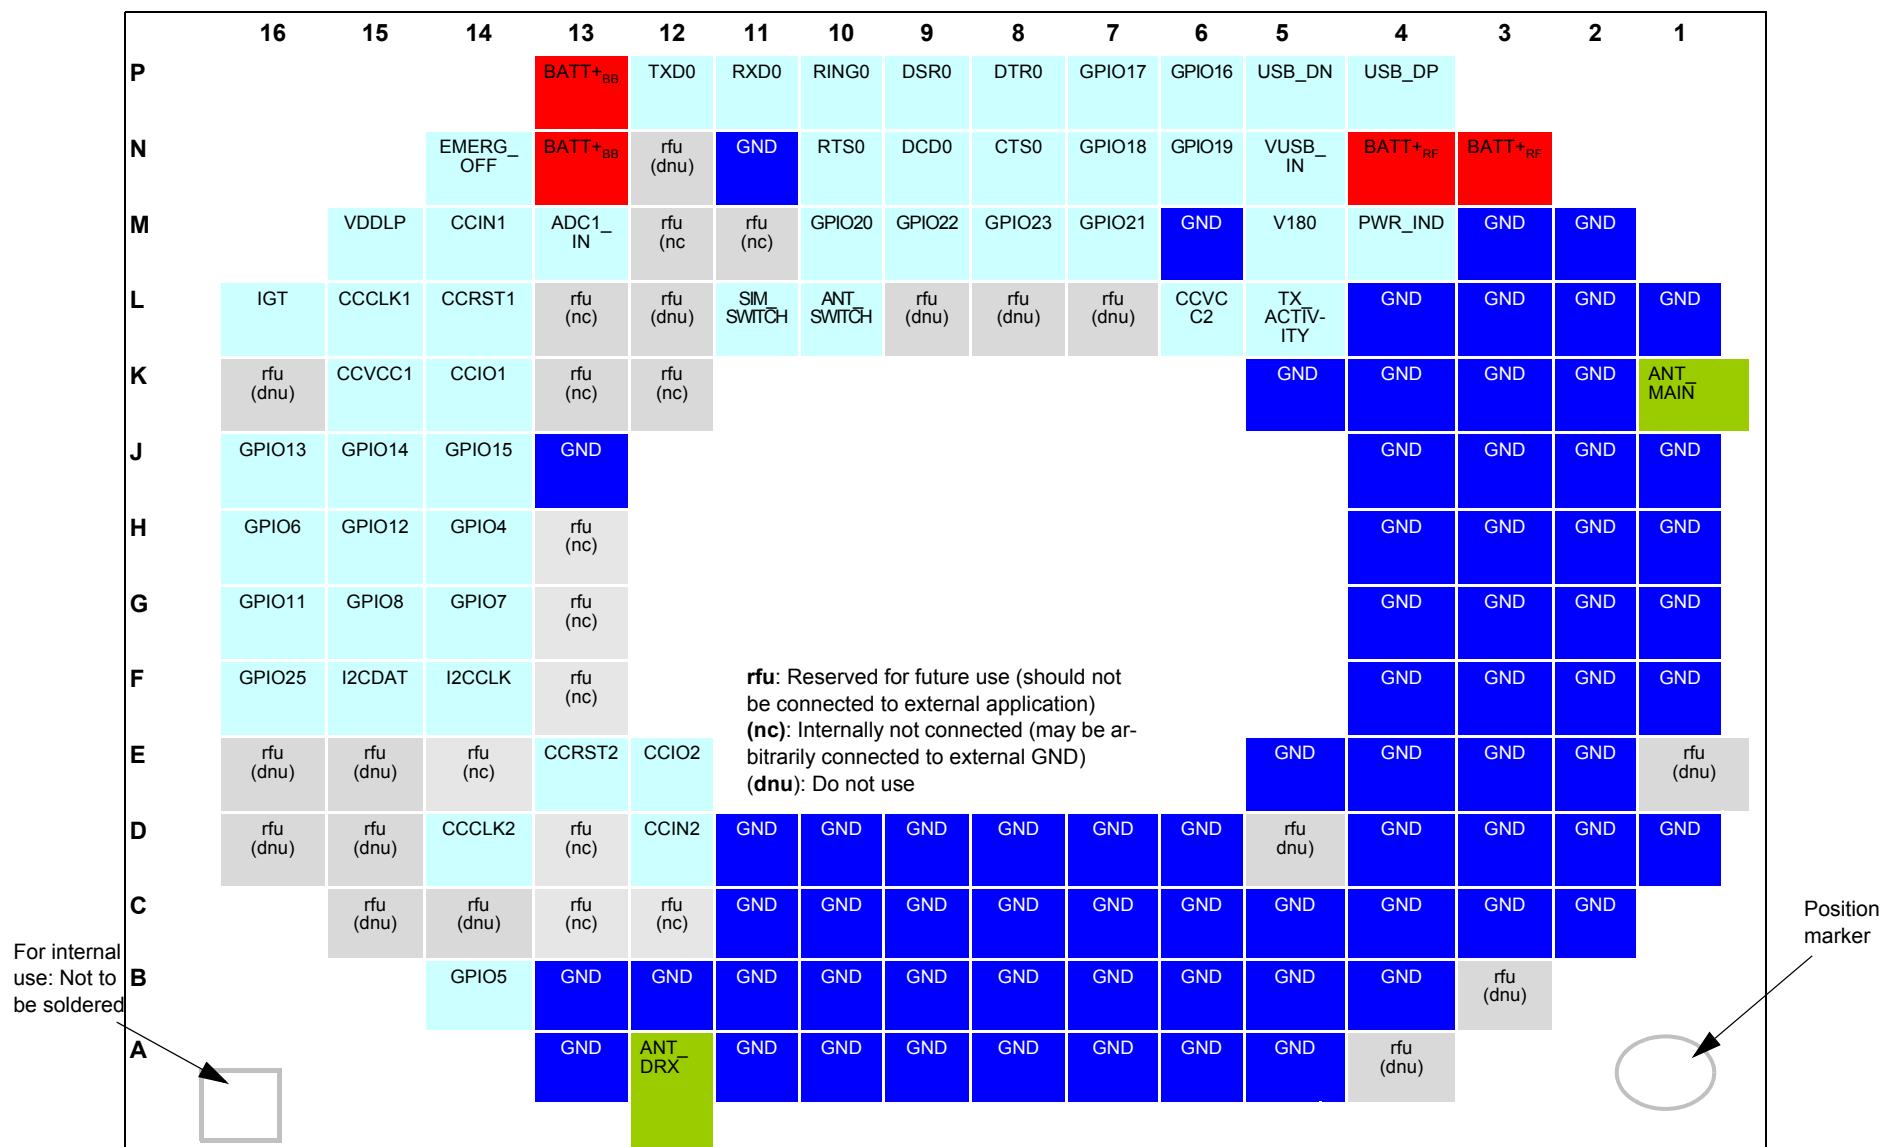 16 15 14 13 12 11 10 9 8 7 6 5 4 3 2 1
P BATT+BB TXD0 RXD0 RING0 DSR0 DTR0 GPIO17 GPIO16 USB_DN USB_DP
N EMERG_ OFF BATT+BB rfu (dnu) GND RTS0 DCD0 CTS0 GPIO18 GPIO19 VUSB_ IN BATT+RF BATT+RF
M VDDLP CCIN1 ADC1_ IN rfu (nc rfu (nc) GPIO20 GPIO22 GPIO23 GPIO21 GND V180 PWR_IND GND GND
L IGT CCCLK1 CCRST1 rfu (nc) rfu (dnu) SIM_ SWITCH ANT_ SWITCH rfu (dnu) rfu (dnu) rfu (dnu) CCVC C2 TX_ ACTIV- ITY GND GND GND GND
K rfu (dnu) CCVCC1 CCIO1 rfu (nc) rfu (nc) GND GND GND GND ANT_ MAIN
J GPIO13 GPIO14 GPIO15 GND GND GND GND GND
H GPIO6 GPIO12 GPIO4 rfu (nc) GND GND GND GND
G GPIO11 GPIO8 GPIO7 rfu (nc) GND GND GND GND
F GPIO25 I2CDAT I2CCLK rfu (nc) GND GND GND GND
rfu: Reserved for future use (should not
be connected to external application)
(nc): Internally not connected (may be ar-
bitrarily connected to external GND)
(dnu): Do not use
E rfu (dnu) rfu (dnu) rfu (nc) CCRST2 CCIO2 GND GND GND GND rfu (dnu)
D rfu (dnu) rfu (dnu) CCCLK2 rfu (nc) CCIN2 GND GND GND GND GND GND rfu dnu) GND GND GND GND
C rfu (dnu) rfu (dnu) rfu (nc) rfu (nc) GND GND GND GND GND GND GND GND GND GND
B GPIO5 GND GND GND GND GND GND GND GND GND GND rfu (dnu)
A GND ANT_ DRX GND GND GND GND GND GND GND rfu (dnu)
For internal
use: Not to
be soldered
Position
marker